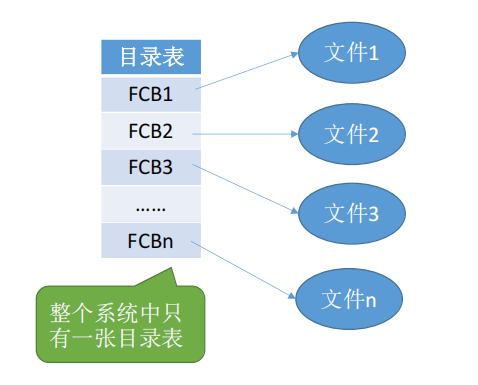 目录表
FCB1
FCB2
FCB3
……
FCBn
文件1
文件2
文件3
文件n
整个系统中只
有一张目录表